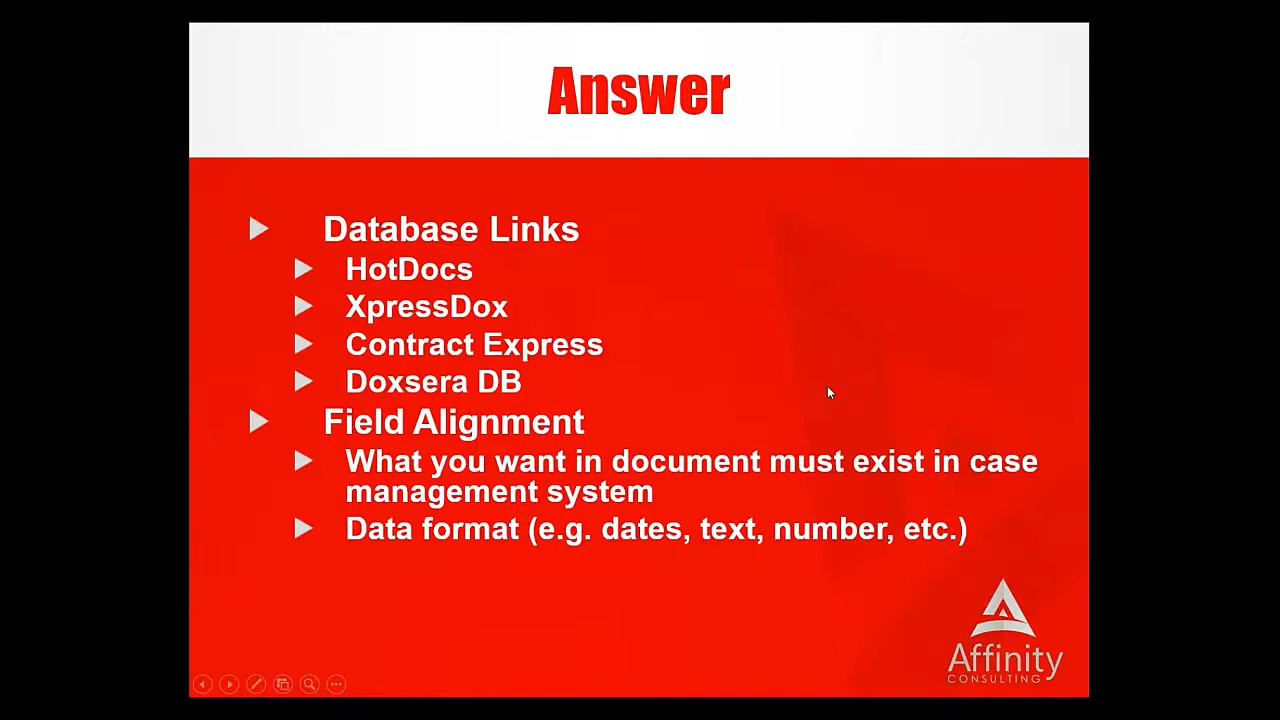 Answer
Database Links
HotDocs
XpressDox
Contract Express
Doxsera DB
Field Alignment
What you want in document must exist in case
management system
Data format (e.g. dates, text, number, etc.)
Affinity
CONSULTING